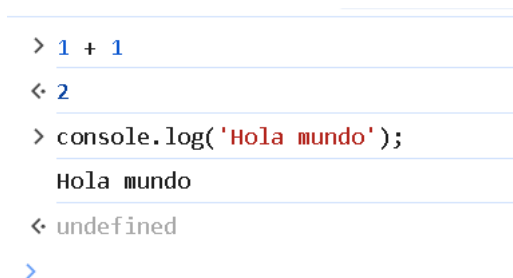 > 1 + 1
<· 2
> console.log('Hola mundo');
Hola mundo
<· undefined
>